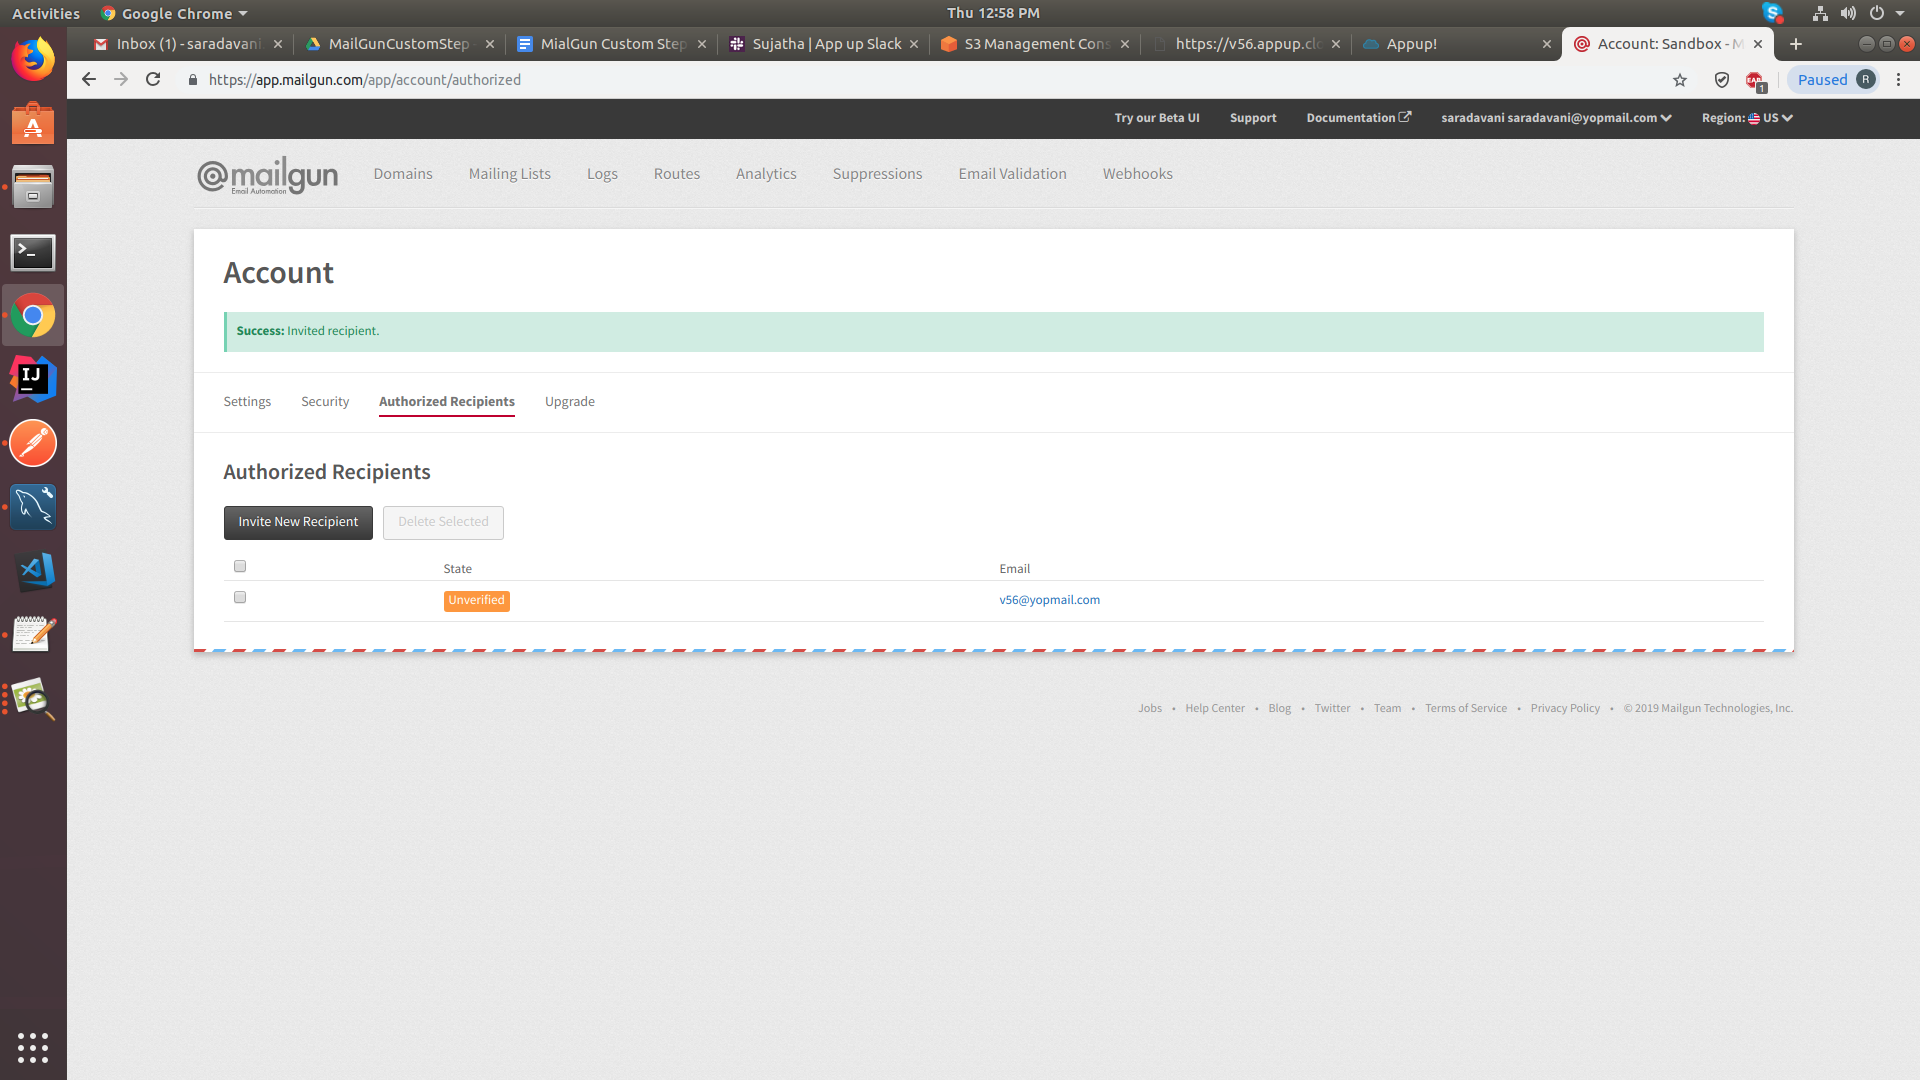 Activities Google Chrome Thu 12:58 PM
Inbox (1) - saradavani. MailGunCustomStep - MialGun Custom Step Sujatha | App up Slack S3 Management Cons https://v56.appup.clo Appup! Account: Sandbox - M
https://app.mailgun.com/app/account/authorized Paused R
1
Try our Beta UI Support Documentation saradavani saradavani@yopmail.com Region: US
@mailgun Domains Mailing Lists Logs Routes Analytics Suppressions Email Validation Webhooks
Email Automation
Account
Success: Invited recipient.
Settings Security Authorized Recipients Upgrade
Authorized Recipients
Invite New Recipient Delete Selected
State Email
Unverified v56@yopmail.com
Jobs • Help Center • Blog • Twitter • Team • Terms of Service • Privacy Policy • © 2019 Mailgun Technologies, Inc.